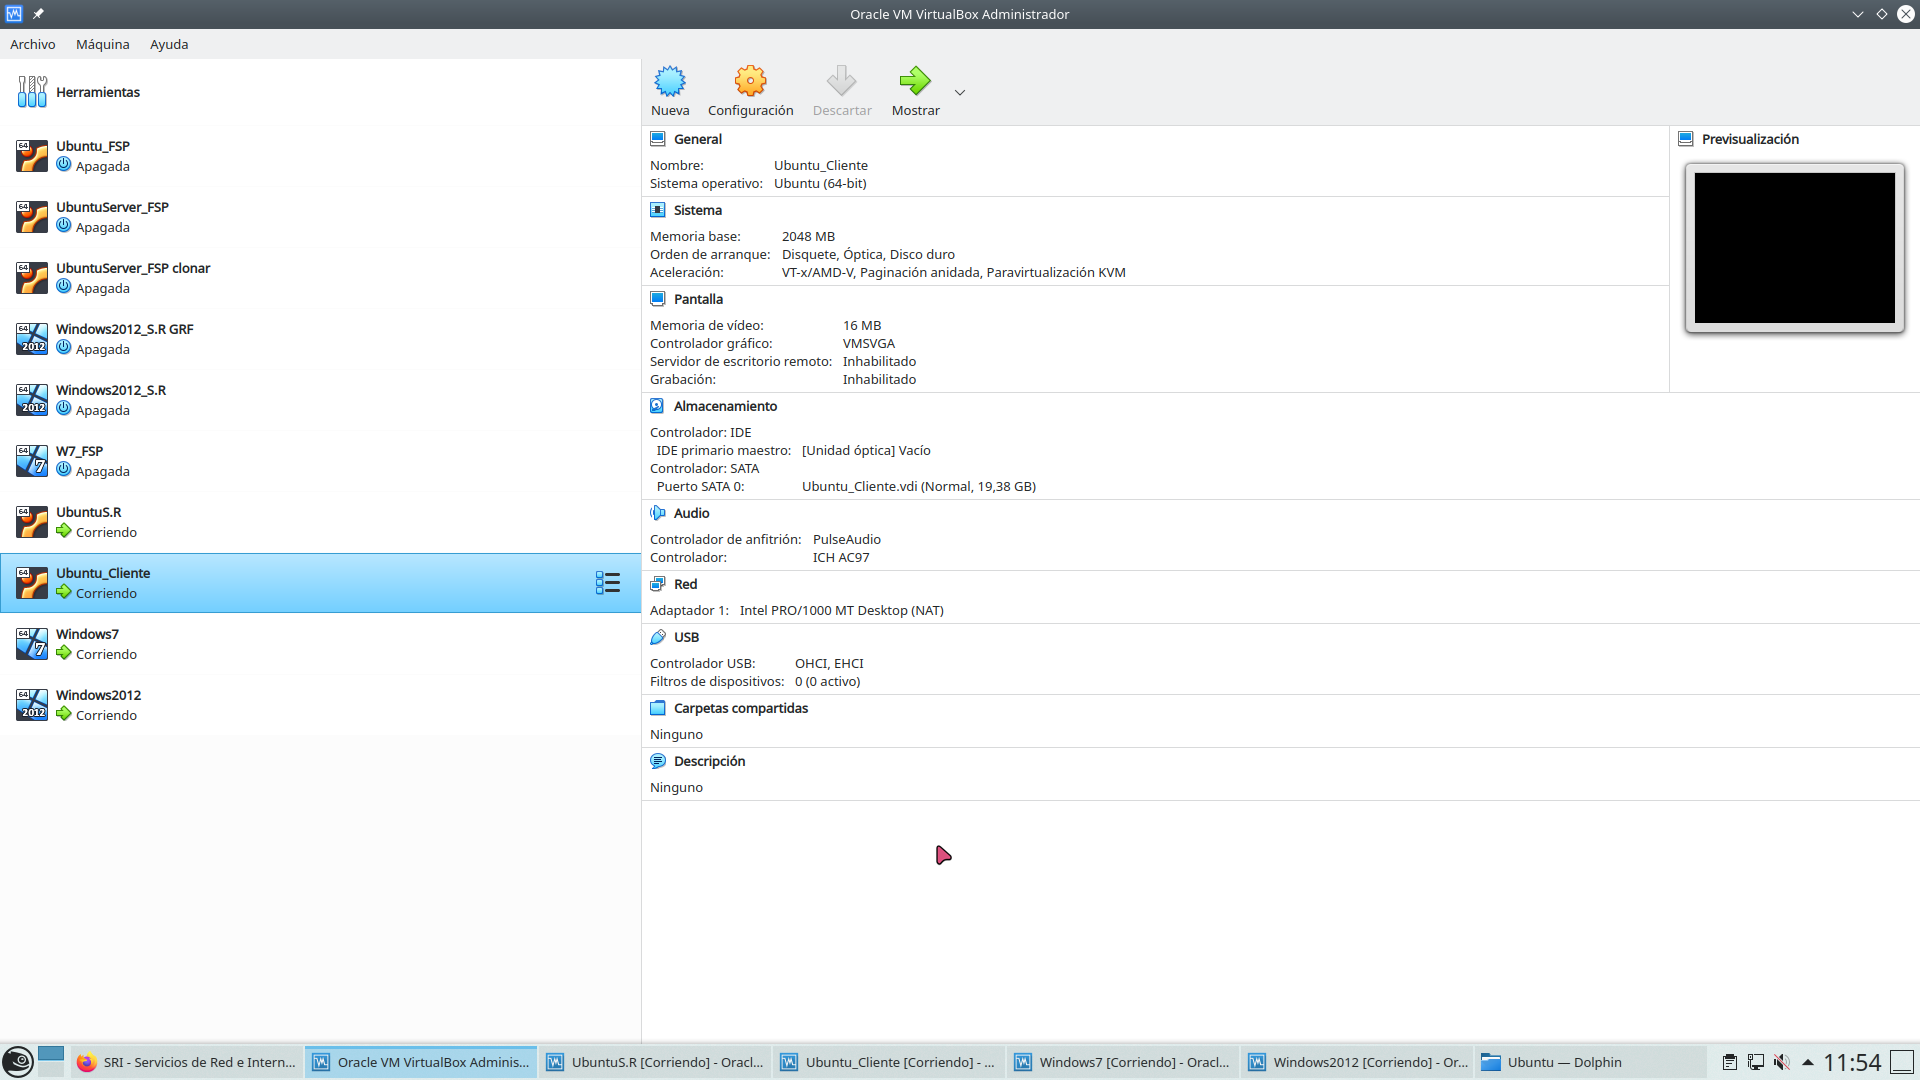 Oracle VM VirtualBox Administrador
Archivo Máquina Ayuda
Herramientas
Ubuntu_FSP
Apagada
UbuntuServer_FSP
Apagada
UbuntuServer_FSP clonar
Apagada
Windows2012_S.R GRF
Apagada
Windows2012_S.R
Apagada
W7_FSP
Apagada
UbuntuS.R
Corriendo
Ubuntu_Cliente
Corriendo
Windows7
Corriendo
Windows2012
Corriendo
Nueva Configuración Descartar Mostrar
General
Nombre: Ubuntu_Cliente
Sistema operativo: Ubuntu (64-bit)
Sistema
Memoria base: 2048 MB
Orden de arranque: Disquete, Óptica, Disco duro
Aceleración: VT-x/AMD-V, Paginación anidada, Paravirtualización KVM
Pantalla
Memoria de vídeo: 16 MB
Controlador gráfico: VMSVGA
Servidor de escritorio remoto: Inhabilitado
Grabación: Inhabilitado
Previsualización
Almacenamiento
Controlador: IDE
IDE primario maestro: [Unidad óptica] Vacío
Controlador: SATA
Puerto SATA 0: Ubuntu_Cliente.vdi (Normal, 19,38 GB)
Audio
Controlador de anfitrión: PulseAudio
Controlador: ICH AC97
Red
Adaptador 1: Intel PRO/1000 MT Desktop (NAT)
USB
Controlador USB: OHCI, EHCI
Filtros de dispositivos: 0 (0 activo)
Carpetas compartidas
Ninguno
Descripción
Ninguno
SRI - Servicios de Red e Intern... Oracle VM VirtualBox Adminis... UbuntuS.R [Corriendo] - Oracl... Ubuntu_Cliente [Corriendo] - ... Windows7 [Corriendo] - Oracl... Windows2012 [Corriendo] - Or... Ubuntu — Dolphin 11:54